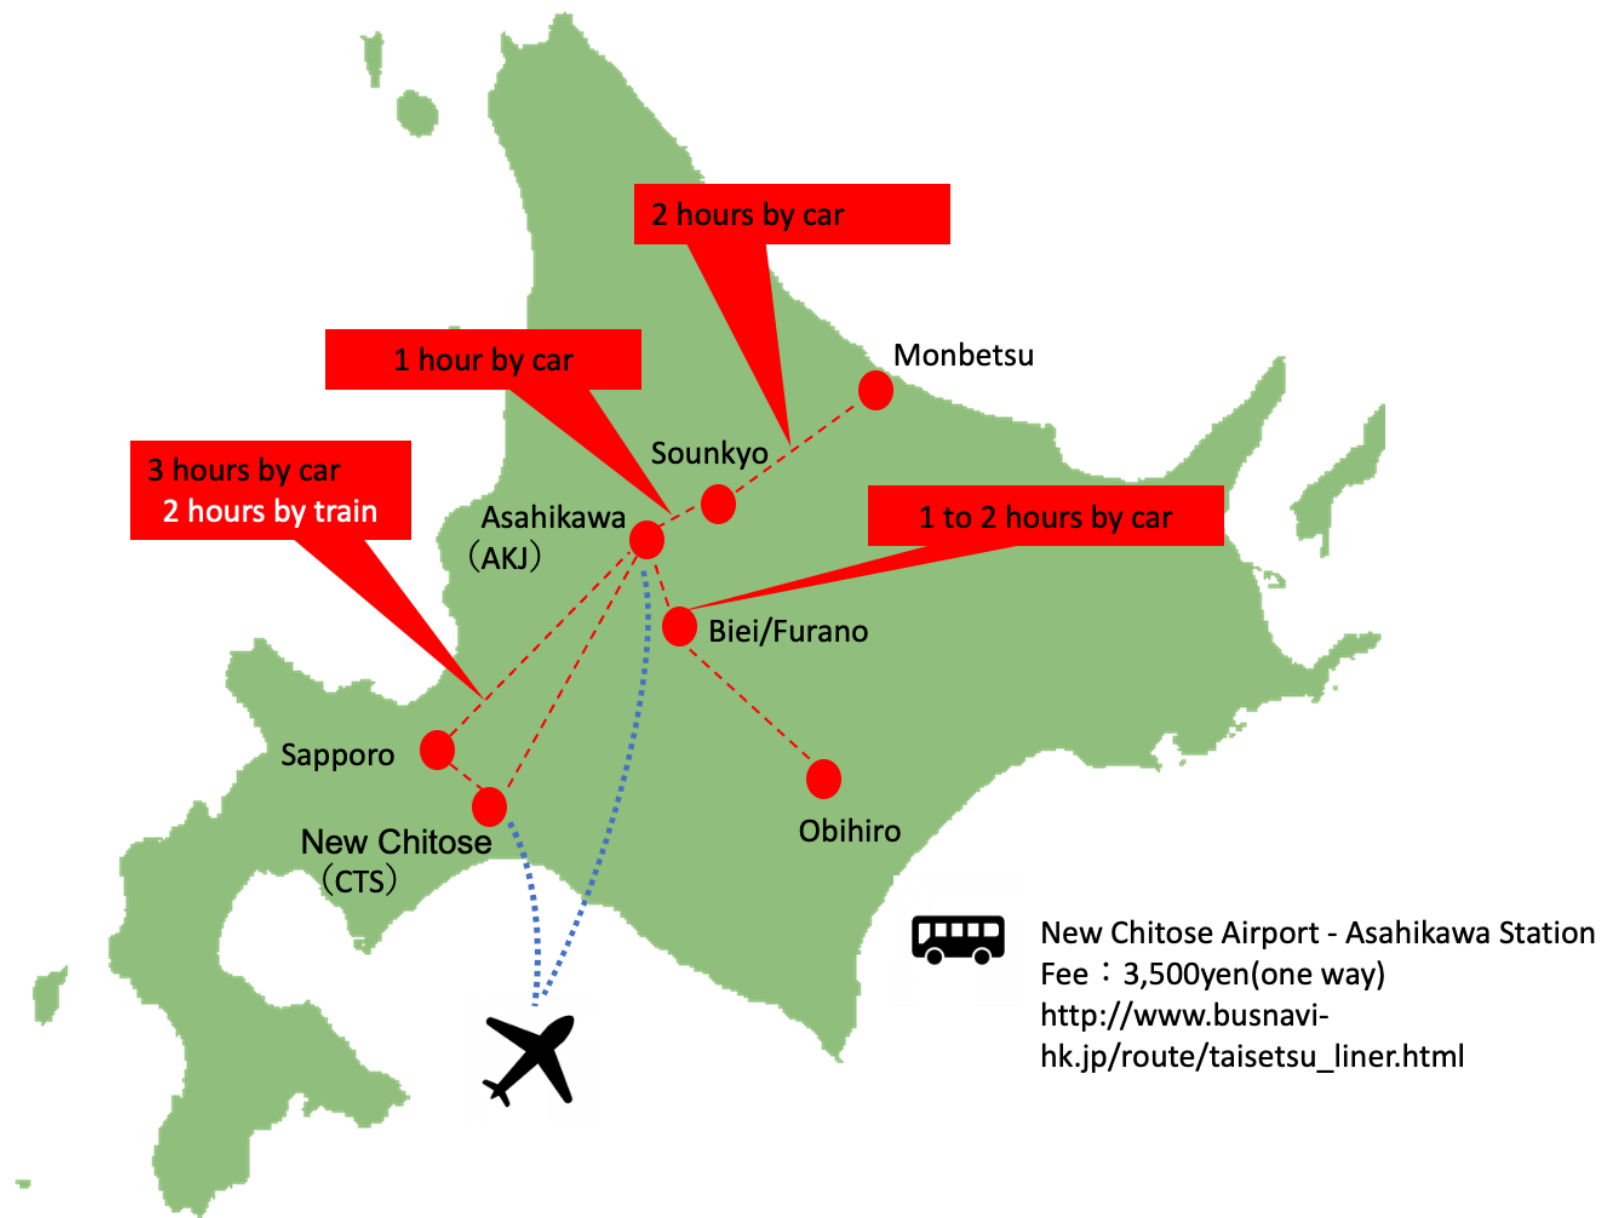 2 hours by car
1 hour by car
Monbetsu
Sounkyo
3 hours by car
2 hours by train
Asahikawa
（AKJ）
1 to 2 hours by car
Biei/Furano
Sapporo
New Chitose
（CTS）
Obihiro
New Chitose Airport - Asahikawa Station
Fee：3,500yen(one way)
http://www.busnavi-
hk.jp/route/taisetsu_liner.html